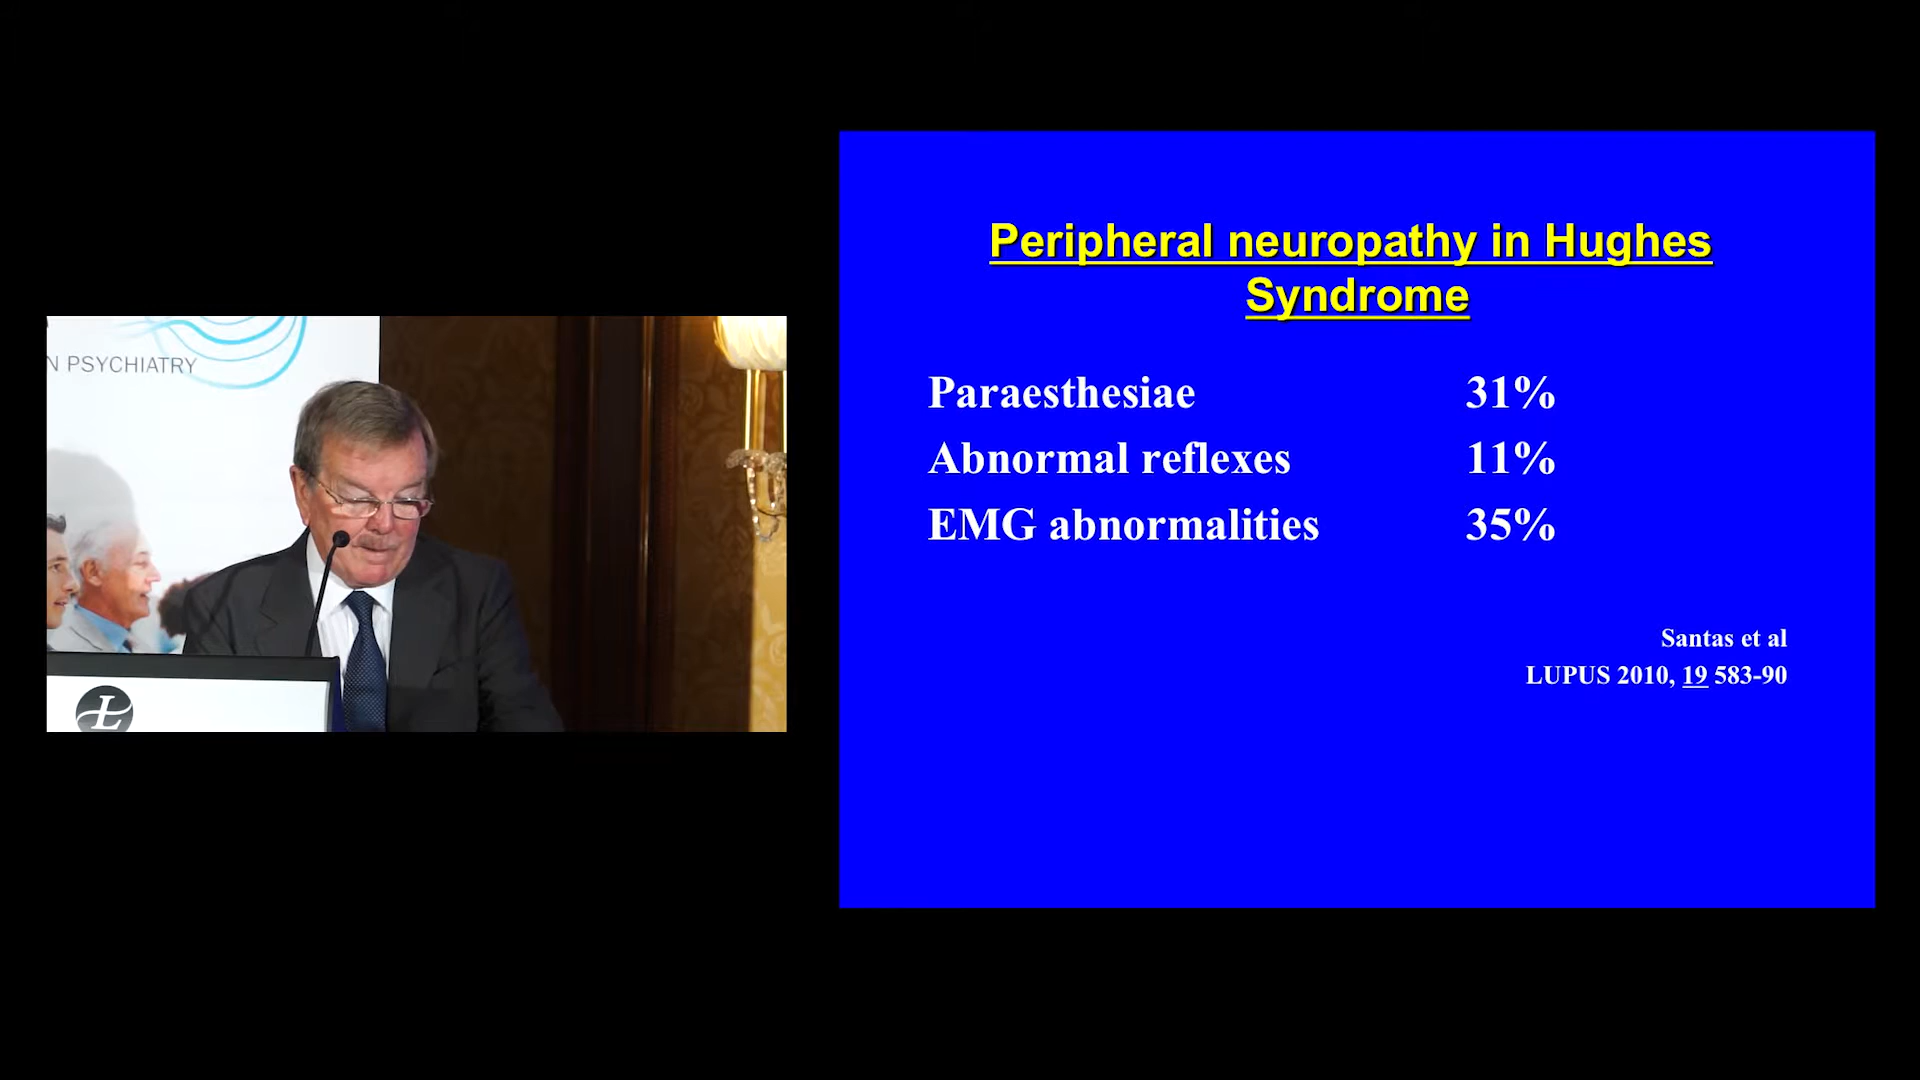 N PSYCHIATRY
L
Peripheral neuropathy in Hughes
Syndrome
Paraesthesiae 31%
Abnormal reflexes 11%
EMG abnormalities 35%
Santas et al
LUPUS 2010, 19 583-90